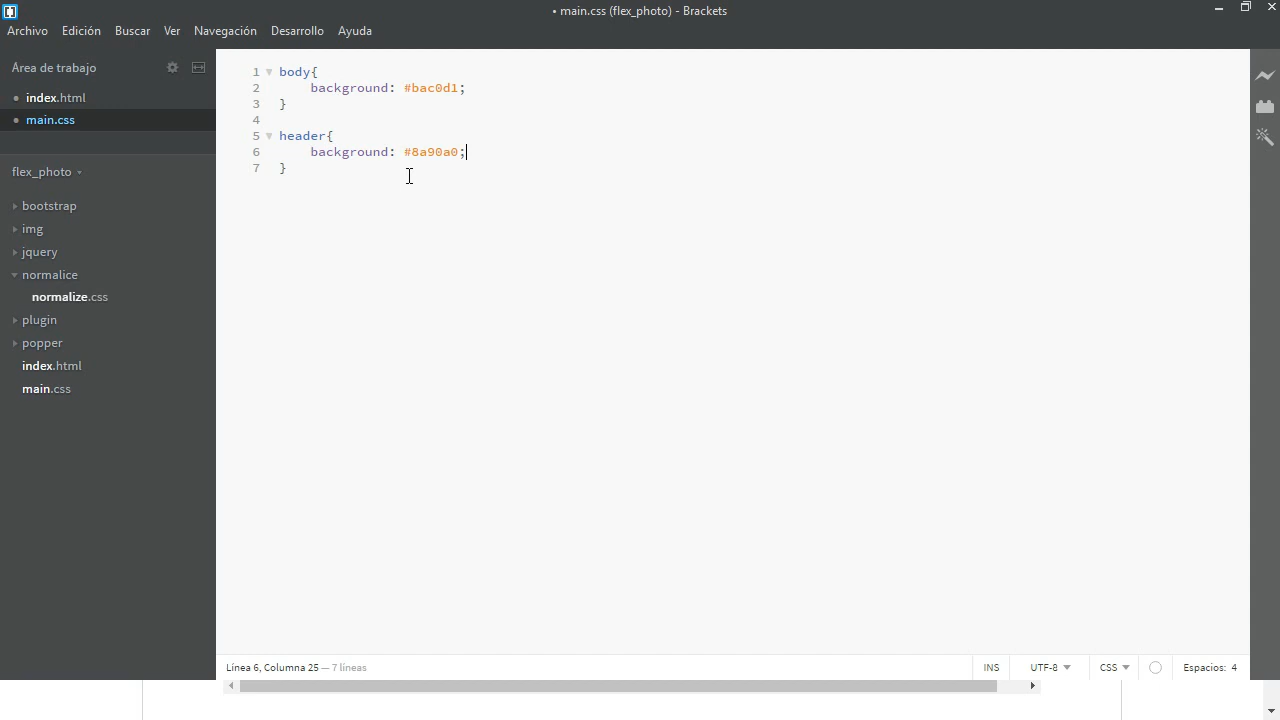 • main.css (flex_photo) - Brackets
Archivo Edición Buscar Ver Navegación Desarrollo Ayuda
Área de trabajo
index.html
main.css
flex_photo
bootstrap
img
jquery
normalice
normalize.css
plugin
popper
index.html
main.css
1 body{
2 background: #bac0d1;
3 }
4
5 header{
6 background: #8a90a0;
7 }
Línea 6, Columna 25 — 7 líneas
INS UTF-8 CSS Espacios: 4